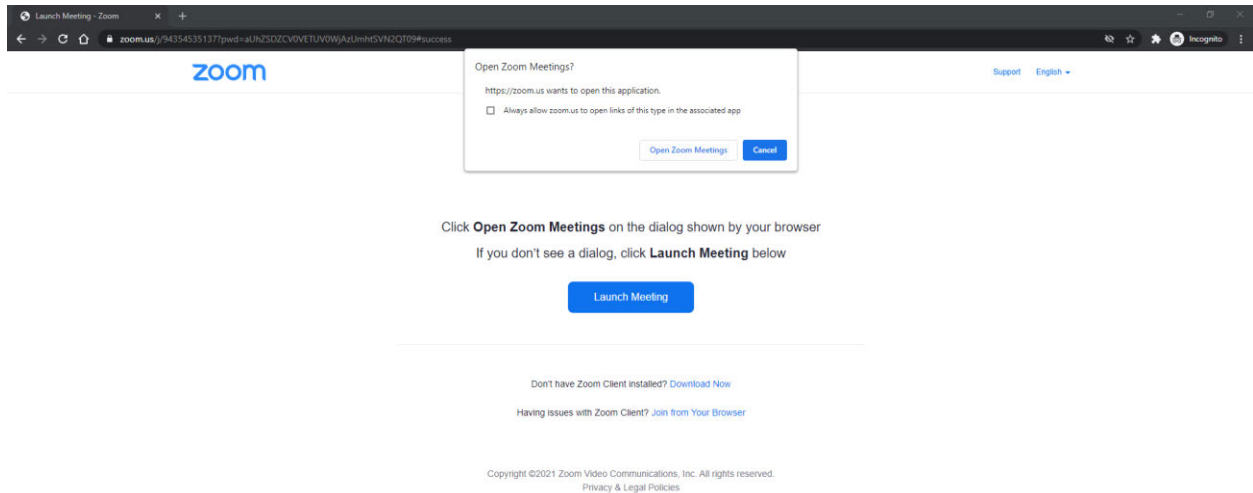 Launch Meeting - Zoom
zoom.us/j/94354535137?pwd=aUhZSDZCV0VETUV0WjAzUmhtSVN2QT09#success
Incognito
zoom
Support English
Open Zoom Meetings?
https://zoom.us wants to open this application.
Always allow zoom.us to open links of this type in the associated app
Open Zoom Meetings Cancel
Click Open Zoom Meetings on the dialog shown by your browser
If you don't see a dialog, click Launch Meeting below
Launch Meeting
Don't have Zoom Client installed? Download Now
Having issues with Zoom Client? Join from Your Browser
Copyright ©2021 Zoom Video Communications, Inc. All rights reserved.
Privacy & Legal Policies